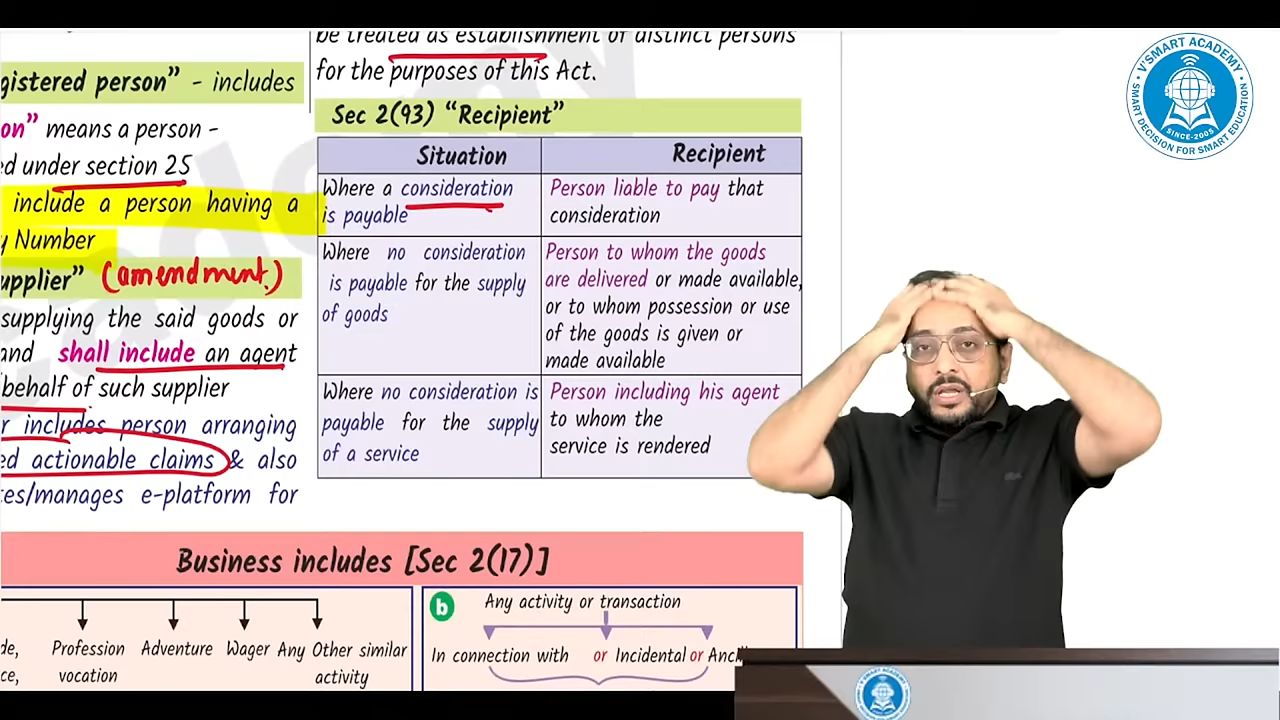 be treated as establishment of distinct persons
for the purposes of this Act.
gistered person” - includes
on” means a person -
ed under section 25
include a person having a
y Number
upplier” (amendment.)
supplying the said goods or
and shall include an agent
behalf of such supplier
r includes person arranging
ed actionable claims & also
tes/manages e-platform for
Sec 2(93) “Recipient”
Situation Recipient
Where a consideration
is payable
Person liable to pay that
consideration
Where no consideration
is payable for the supply
of goods
Person to whom the goods
are delivered or made available,
or to whom possession or use
of the goods is given or
made available
Where no consideration is
payable for the supply
of a service
Person including his agent
to whom the
service is rendered
Business includes [Sec 2(17)]
de,
ce,
Profession
vocation
Adventure
Wager
Any Other similar
activity
b
Any activity or transaction
In connection with or Incidental or Ancil
V'SMART ACADEMY
SMART DECISION FOR SMART EDUCATION
SINCE-2005